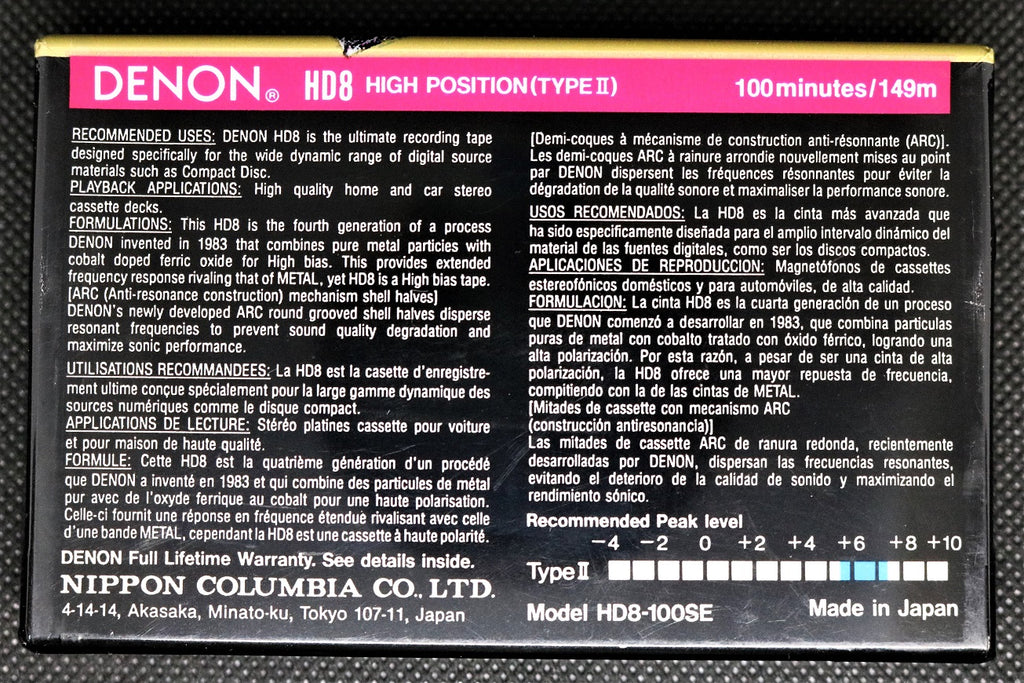 DENON® HD8 HIGH POSITION (TYPE II) 100 minutes/149m
RECOMMENDED USES: DENON HD8 is the ultimate recording tape
designed specifically for the wide dynamic range of digital source
materials such as Compact Disc.
PLAYBACK APPLICATIONS: High quality home and car stereo
cassette decks.
FORMULATIONS: This HD8 is the fourth generation of a process
DENON invented in 1983 that combines pure metal particies with
cobalt doped ferric oxide for High bias. This provides extended
frequency response rivaling that of METAL, yet HD8 is a High bias tape.
[ARC (Anti-resonance construction) mechanism shell halves]
DENON's newly developed ARC round grooved shell halves disperse
resonant frequencies to prevent sound quality degradation and
maximize sonic performance.
UTILISATIONS RECOMMANDEES: La HD8 est la casette d'enregistre-
ment ultime conçue spécialement pour la large gamme dynamique des
sources numériques comme le disque compact.
APPLICATIONS DE LECTURE: Stéréo platines cassette pour voiture
et pour maison de haute qualité.
FORMULE: Cette HD8 est la quatrième génération d'un procédé
que DENON a inventé en 1983 et qui combine des particules de métal
pur avec de l'oxyde ferrique au cobalt pour une haute polarisation.
Celle-ci fournit une réponse en fréquence étendue rivalisant avec celle
d'une bande METAL, cependant la HD8 est une cassette à haute polarité.
DENON Full Lifetime Warranty. See details inside.
NIPPON COLUMBIA CO., LTD.
4-14-14, Akasaka, Minato-ku, Tokyo 107-11, Japan
[Demi-coques à mécanisme de construction anti-résonnante (ARC)].
Les demi-coques ARC à rainure arrondie nouvellement mises au point
par DENON dispersent les fréquences résonnantes pour éviter la
dégradation de la qualité sonore et maximaliser la performance sonore.
USOS RECOMENDADOS: La HD8 es la cinta más avanzada que
ha sido especificamente diseñada para el amplio intervalo dinámico del
material de las fuentes digitales, como ser los discos compactos.
APLICACIONES DE REPRODUCCION: Magnetófonos de cassettes
estereofónicos domésticos y para automóviles, de alta calidad.
FORMULACION: La cinta HD8 es la cuarta generación de un proceso
que DENON comenzó a desarrollar en 1983, que combina particulas
puras de metal con cobalto tratado con óxido férrico, logrando una
alta polarización. Por esta razón, a pesar de ser una cinta de alta
polarización, la HD8 ofrece una mayor repuesta de frecuencia,
compitiendo con la de las cintas de METAL.
[Mitades de cassette con mecanismo ARC
(construcción antiresonancia)]
Las mitades de cassette ARC de ranura redonda, recientemente
desarrolladas por DENON, dispersan las frecuencias resonantes,
evitando el deterioro de la calidad de sonido y maximizando el
rendimiento sónico.
Recommended Peak level
−4 −2 0 +2 +4 +6 +8 +10
Type II
Model HD8-100SE Made in Japan